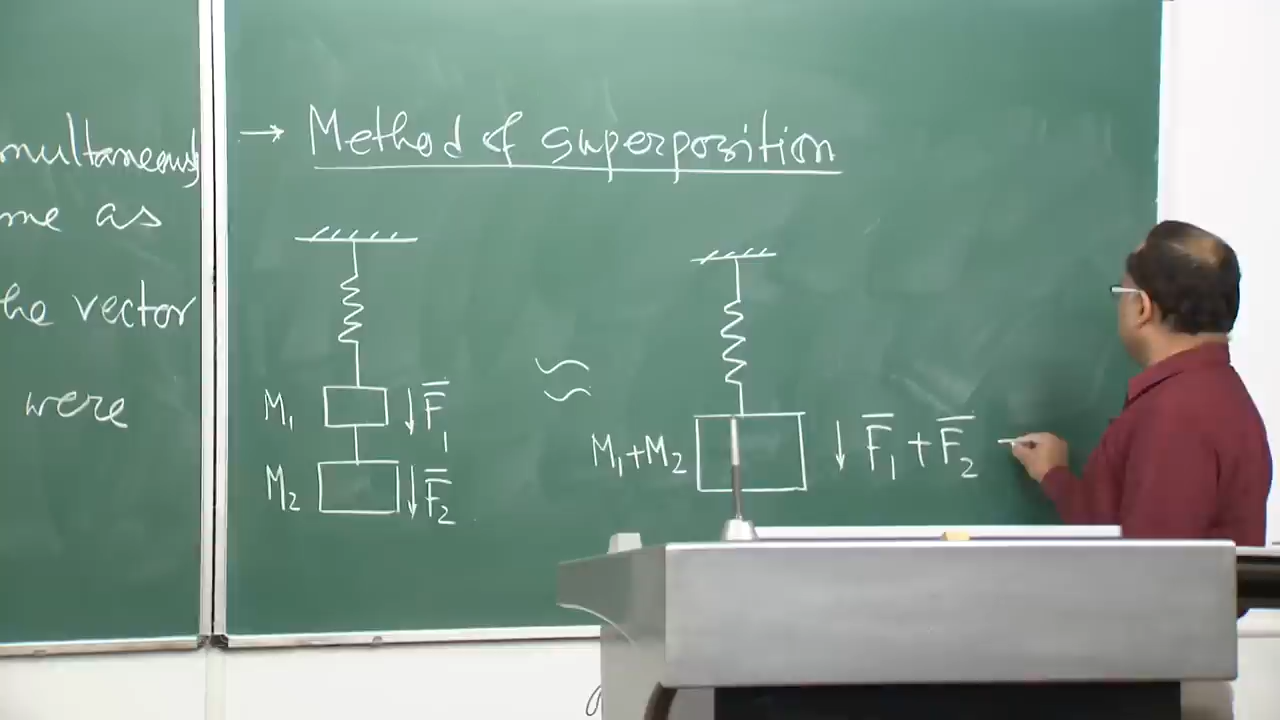 multaneously
me as
he vector
were
→ Method of superposition
M₁ ↓ F̅₁
M₂ ↓ F̅₂
≈
M₁+M₂ ↓ F̅₁ + F̅₂